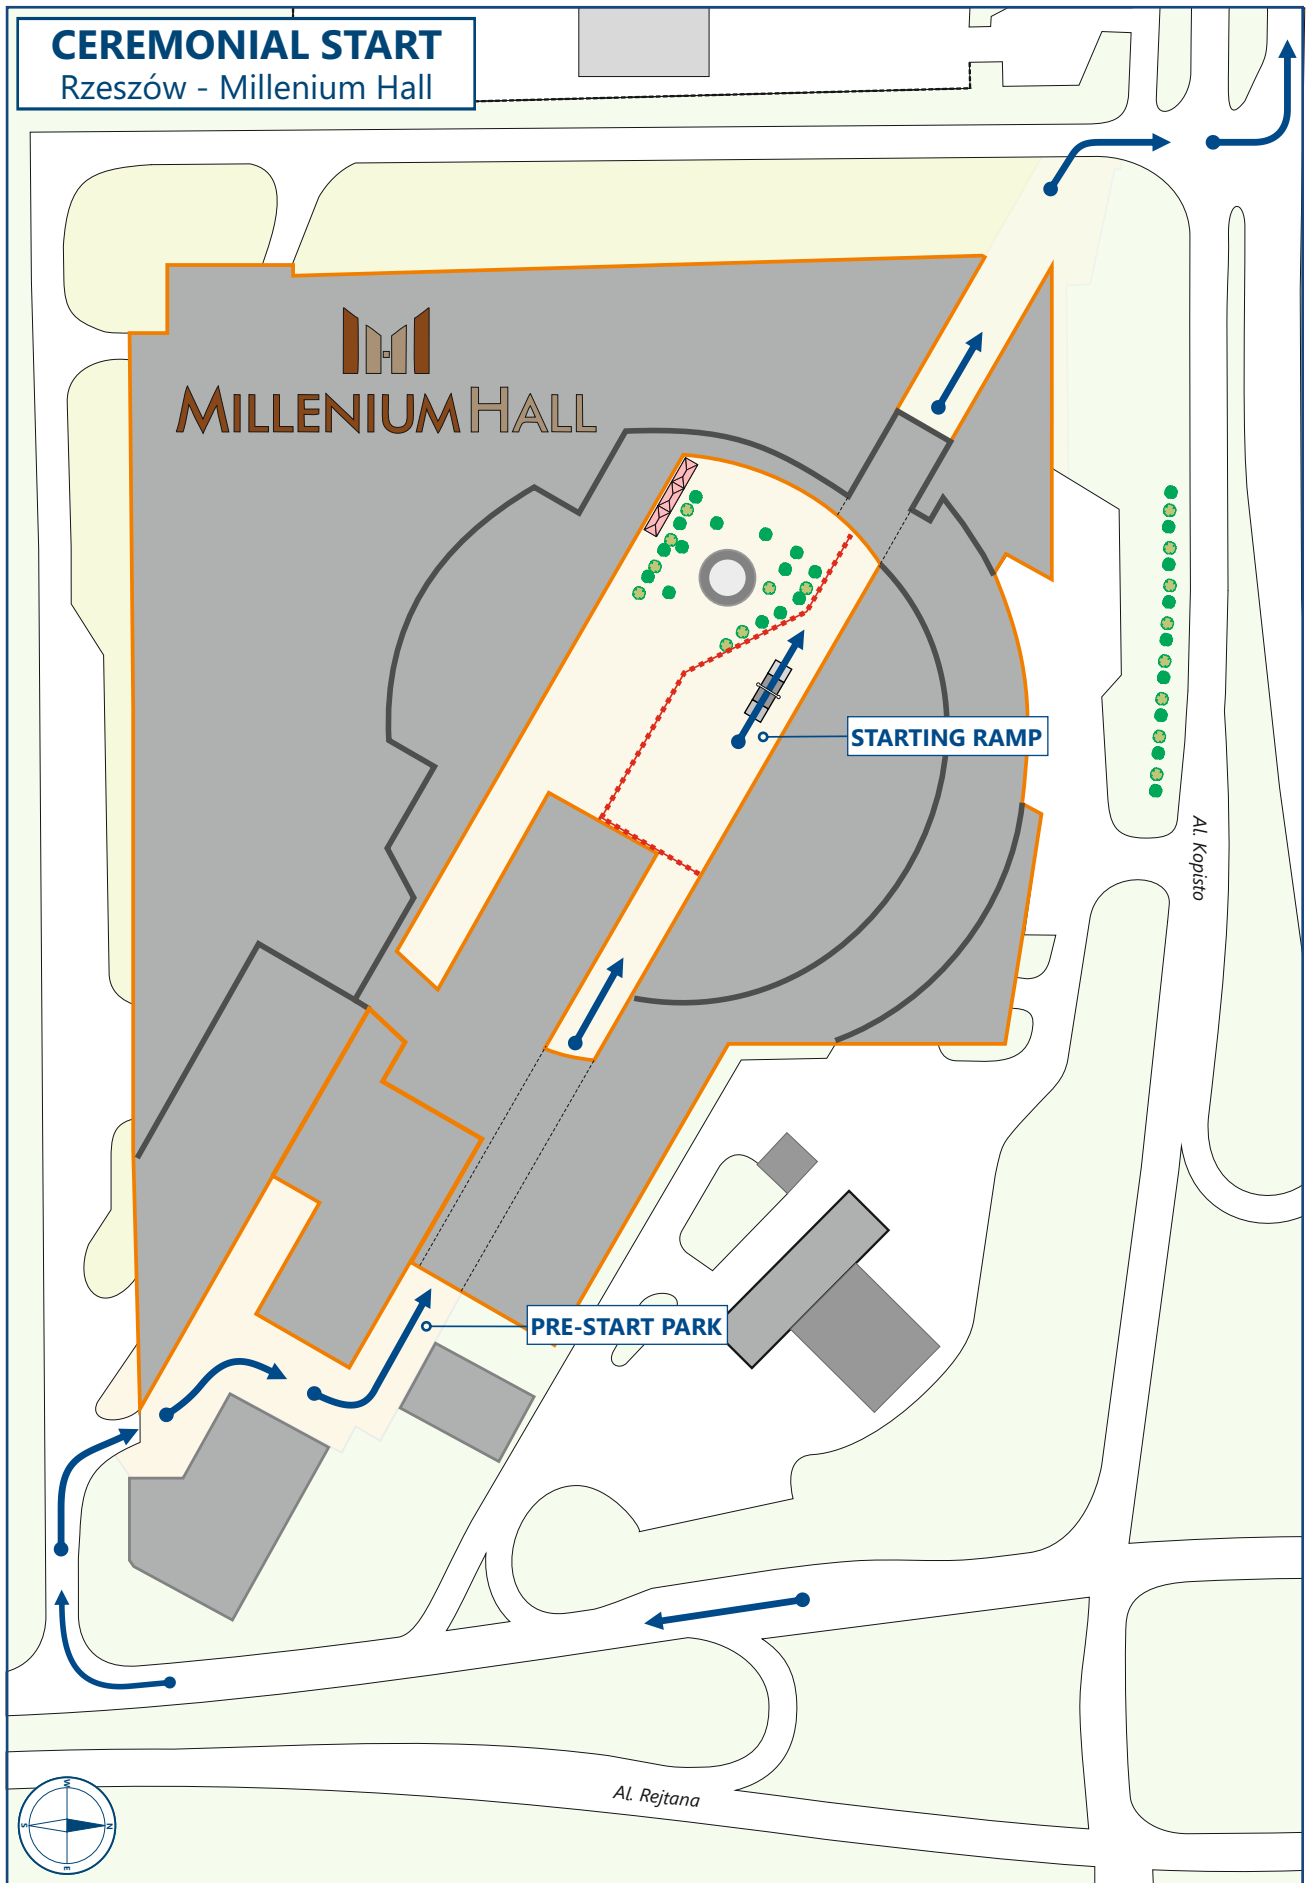 CEREMONIAL START
Rzeszów - Millenium Hall
MILLENIUM HALL
STARTING RAMP
Al. Kopisto
PRE-START PARK
Al. Rejtana
W
S
N
E